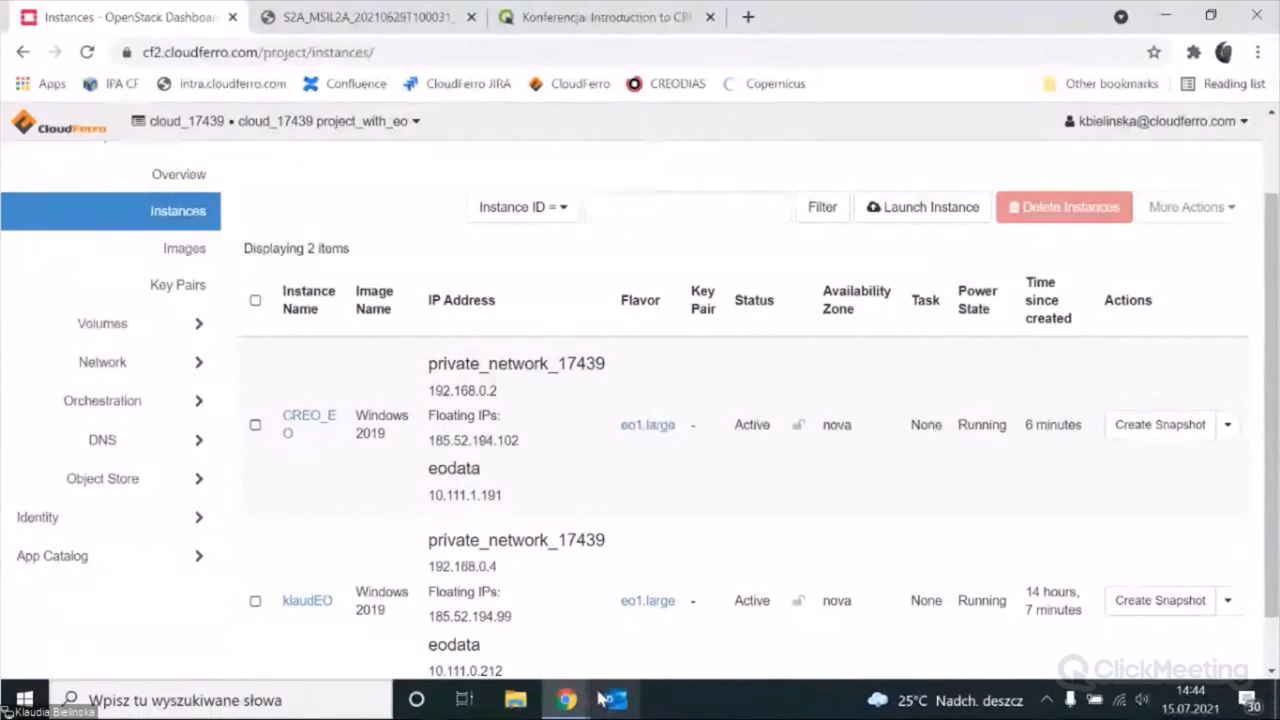 Instances - OpenStack Dashboar
S2A_MSIL2A_20210629T100031_
Konferencja: Introduction to CRE
cf2.cloudferro.com/project/instances/
Apps IPA CF intra.cloudferro.com Confluence CloudFerro JIRA CloudFerro CREODIAS Copernicus Other bookmarks Reading list
CloudFerro cloud_17439 • cloud_17439 project_with_eo kbielinska@cloudferro.com
Overview
Instances
Images
Key Pairs
Volumes
Network
Orchestration
DNS
Object Store
Identity
App Catalog
Instance ID = Filter Launch Instance Delete Instances More Actions
Displaying 2 items
Instance Name Image Name IP Address Flavor Key Pair Status Availability Zone Task Power State Time since created Actions
private_network_17439
192.168.0.2
CREO_E
O
Windows
2019
Floating IPs:
185.52.194.102
eodata
10.111.1.191
eo1.large - Active nova None Running 6 minutes Create Snapshot
private_network_17439
192.168.0.4
klaudEO
Windows
2019
Floating IPs:
185.52.194.99
eodata
10.111.0.212
eo1.large - Active nova None Running 14 hours,
7 minutes
Create Snapshot
ClickMeeting
Wpisz tu wyszukiwane słowa
25°C Nadch. deszcz
14:44
15.07.2021
30
Klaudia Bielinska